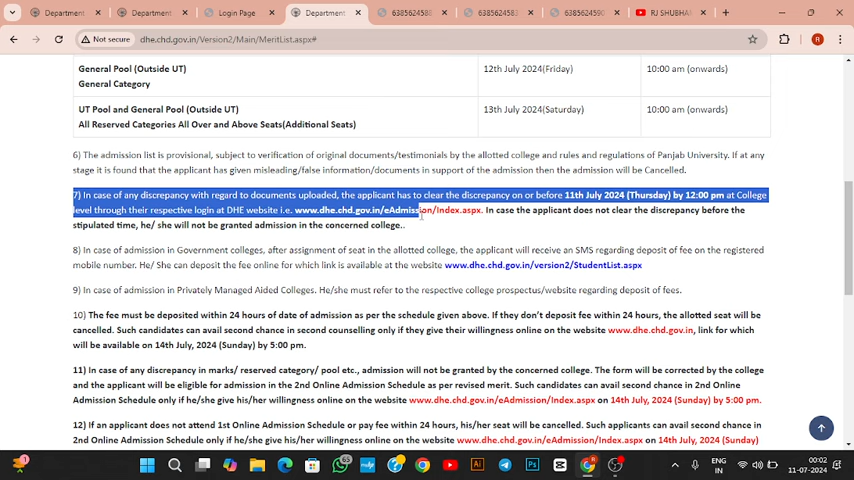 Department
Department
Login Page
Department
6385624588
6385624583
6385624590
RJ SHUBHAM
Not secure
dhe.chd.gov.in/Version2/Main/MeritList.aspx#
General Pool (Outside UT)
General Category
12th July 2024(Friday)
10:00 am (onwards)
UT Pool and General Pool (Outside UT)
All Reserved Categories All Over and Above Seats(Additional Seats)
13th July 2024(Saturday)
10:00 am (onwards)
6) The admission list is provisional, subject to verification of original documents/testimonials by the allotted college and rules and regulations of Panjab University. If at any
stage it is found that the applicant has given misleading/false information/documents in support of the admission then the admission will be Cancelled.
7) In case of any discrepancy with regard to documents uploaded, the applicant has to clear the discrepancy on or before 11th July 2024 (Thursday) by 12:00 pm at College
level through their respective login at DHE website i.e. www.dhe.chd.gov.in/eAdmission/Index.aspx. In case the applicant does not clear the discrepancy before the
stipulated time, he/ she will not be granted admission in the concerned college..
8) In case of admission in Government colleges, after assignment of seat in the allotted college, the applicant will receive an SMS regarding deposit of fee on the registered
mobile number. He/ She can deposit the fee online for which link is available at the website www.dhe.chd.gov.in/version2/StudentList.aspx
9) In case of admission in Privately Managed Aided Colleges. He/she must refer to the respective college prospectus/website regarding deposit of fees.
10) The fee must be deposited within 24 hours of date of admission as per the schedule given above. If they don't deposit fee within 24 hours, the allotted seat will be
cancelled. Such candidates can avail second chance in second counselling only if they give their willingness online on the website www.dhe.chd.gov.in, link for which
will be available on 14th July, 2024 (Sunday) by 5:00 pm.
11) In case of any discrepancy in marks/ reserved category/ pool etc., admission will not be granted by the concerned college. The form will be corrected by the college
and the applicant will be eligible for admission in the 2nd Online Admission Schedule as per revised merit. Such candidates can avail second chance in 2nd Online
Admission Schedule only if he/she give his/her willingness online on the website www.dhe.chd.gov.in/eAdmission/Index.aspx on 14th July, 2024 (Sunday) by 5:00 pm.
12) If an applicant does not attend 1st Online Admission Schedule or pay fee within 24 hours, his/her seat will be cancelled. Such applicants can avail second chance in
2nd Online Admission Schedule only if he/she give his/her willingness online on the website www.dhe.chd.gov.in/eAdmission/Index.aspx on 14th July, 2024 (Sunday)
ENG
IN
00:02
11-07-2024